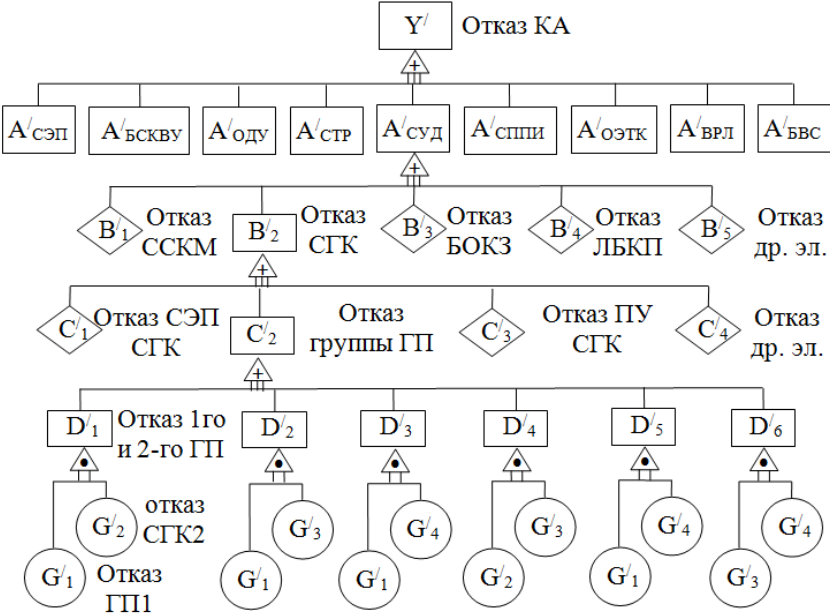 Y/ Отказ КА
+
A/СЭП A/БСКВУ A/ОДУ A/СТР A/СУД A/СППИ A/ОЭТК A/ВРЛ A/БВС
+
B/1 Отказ ССКМ B/2 Отказ СГК B/3 Отказ БОКЗ B/4 Отказ ЛБКП B/5 Отказ др. эл.
+
C/1 Отказ СЭП СГК C/2 Отказ группы ГП C/3 Отказ ПУ СГК C/4 Отказ др. эл.
+
D/1 Отказ 1го и 2-го ГП D/2 D/3 D/4 D/5 D/6
G/2 отказ СГК2 G/3 G/4 G/3 G/4 G/4
G/1 Отказ ГП1 G/1 G/1 G/2 G/1 G/3